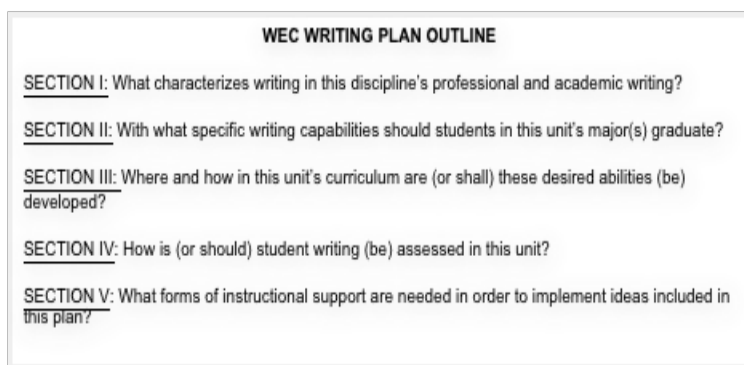 WEC WRITING PLAN OUTLINE
SECTION I: What characterizes writing in this discipline's professional and academic writing?
SECTION II: With what specific writing capabilities should students in this unit's major(s) graduate?
SECTION III: Where and how in this unit's curriculum are (or shall) these desired abilities (be)
developed?
SECTION IV: How is (or should) student writing (be) assessed in this unit?
SECTION V: What forms of instructional support are needed in order to implement ideas included in
this plan?